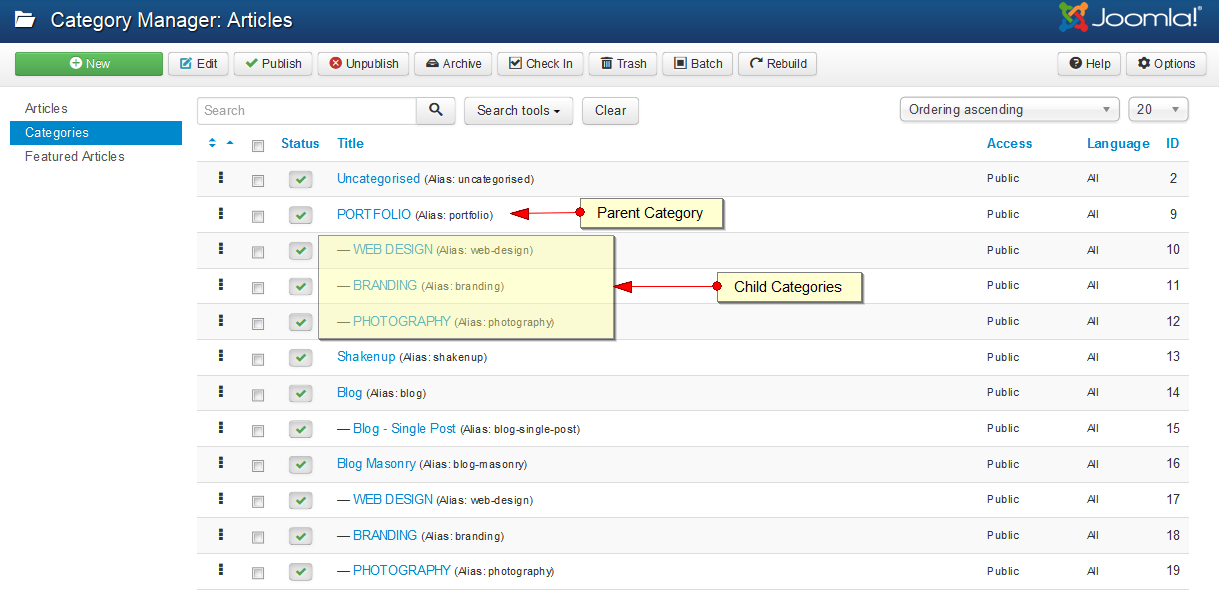 Category Manager: Articles Joomla!®
New Edit Publish Unpublish Archive Check In Trash Batch Rebuild Help Options
Articles
Categories
Featured Articles
Search Search tools Clear Ordering ascending 20
Status Title Access Language ID
Uncategorised (Alias: uncategorised) Public All 2
PORTFOLIO (Alias: portfolio) Parent Category Public All 9
— WEB DESIGN (Alias: web-design) Public All 10
— BRANDING (Alias: branding) Child Categories Public All 11
— PHOTOGRAPHY (Alias: photography) Public All 12
Shakenup (Alias: shakenup) Public All 13
Blog (Alias: blog) Public All 14
— Blog - Single Post (Alias: blog-single-post) Public All 15
Blog Masonry (Alias: blog-masonry) Public All 16
— WEB DESIGN (Alias: web-design) Public All 17
— BRANDING (Alias: branding) Public All 18
— PHOTOGRAPHY (Alias: photography) Public All 19